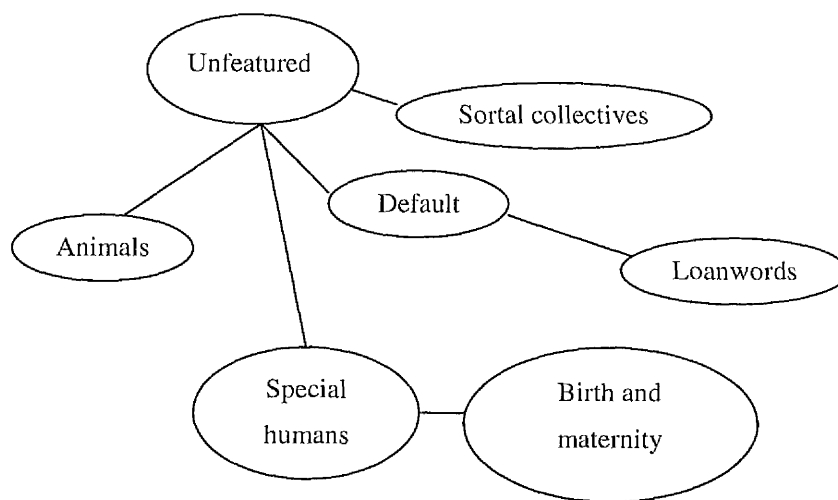 Unfeatured
Sortal collectives
Default
Animals
Loanwords
Special
humans
Birth and
maternity